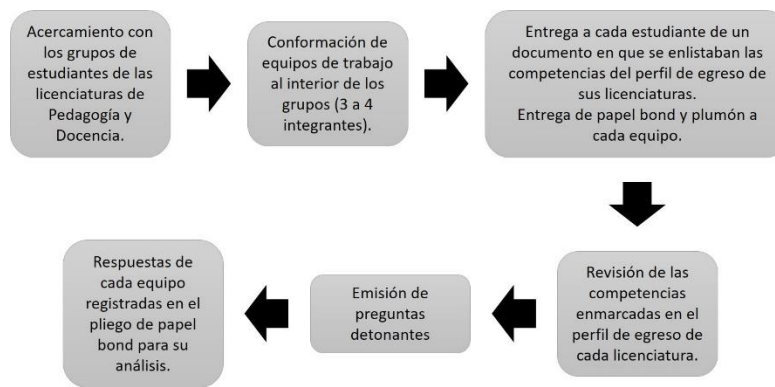 Acercamiento con
los grupos de
estudiantes de las
licenciaturas de
Pedagogía y
Docencia.
Conformación de
equipos de trabajo
al interior de los
grupos (3 a 4
integrantes).
Entrega a cada estudiante de un
documento en que se enlistaban las
competencias del perfil de egreso de
sus licenciaturas.
Entrega de papel bond y plumón a
cada equipo.
Revisión de las
competencias
enmarcadas en el
perfil de egreso de
cada licenciatura.
Emisión de
preguntas
detonantes
Respuestas de
cada equipo
registradas en el
pliego de papel
bond para su
análisis.